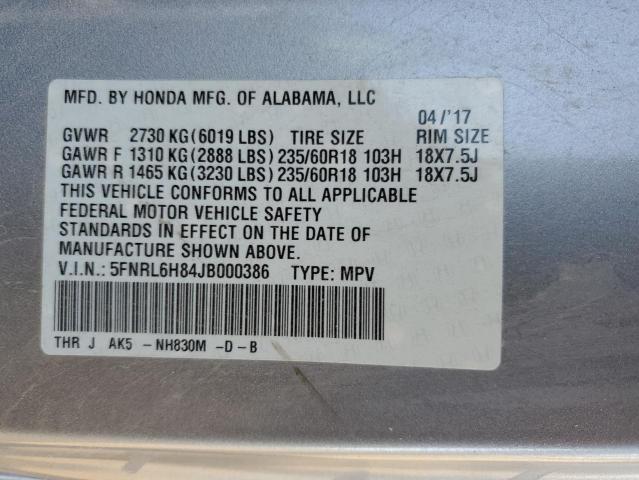 MFD. BY HONDA MFG. OF ALABAMA, LLC
04/'17
GVWR 2730 KG(6019 LBS) TIRE SIZE RIM SIZE
GAWR F 1310 KG(2888 LBS) 235/60R18 103H 18X7.5J
GAWR R 1465 KG(3230 LBS) 235/60R18 103H 18X7.5J
THIS VEHICLE CONFORMS TO ALL APPLICABLE
FEDERAL MOTOR VEHICLE SAFETY
STANDARDS IN EFFECT ON THE DATE OF
MANUFACTURE SHOWN ABOVE.
V.I.N.: 5FNRL6H84JB000386 TYPE: MPV
THR J AK5 -NH830M -D-B